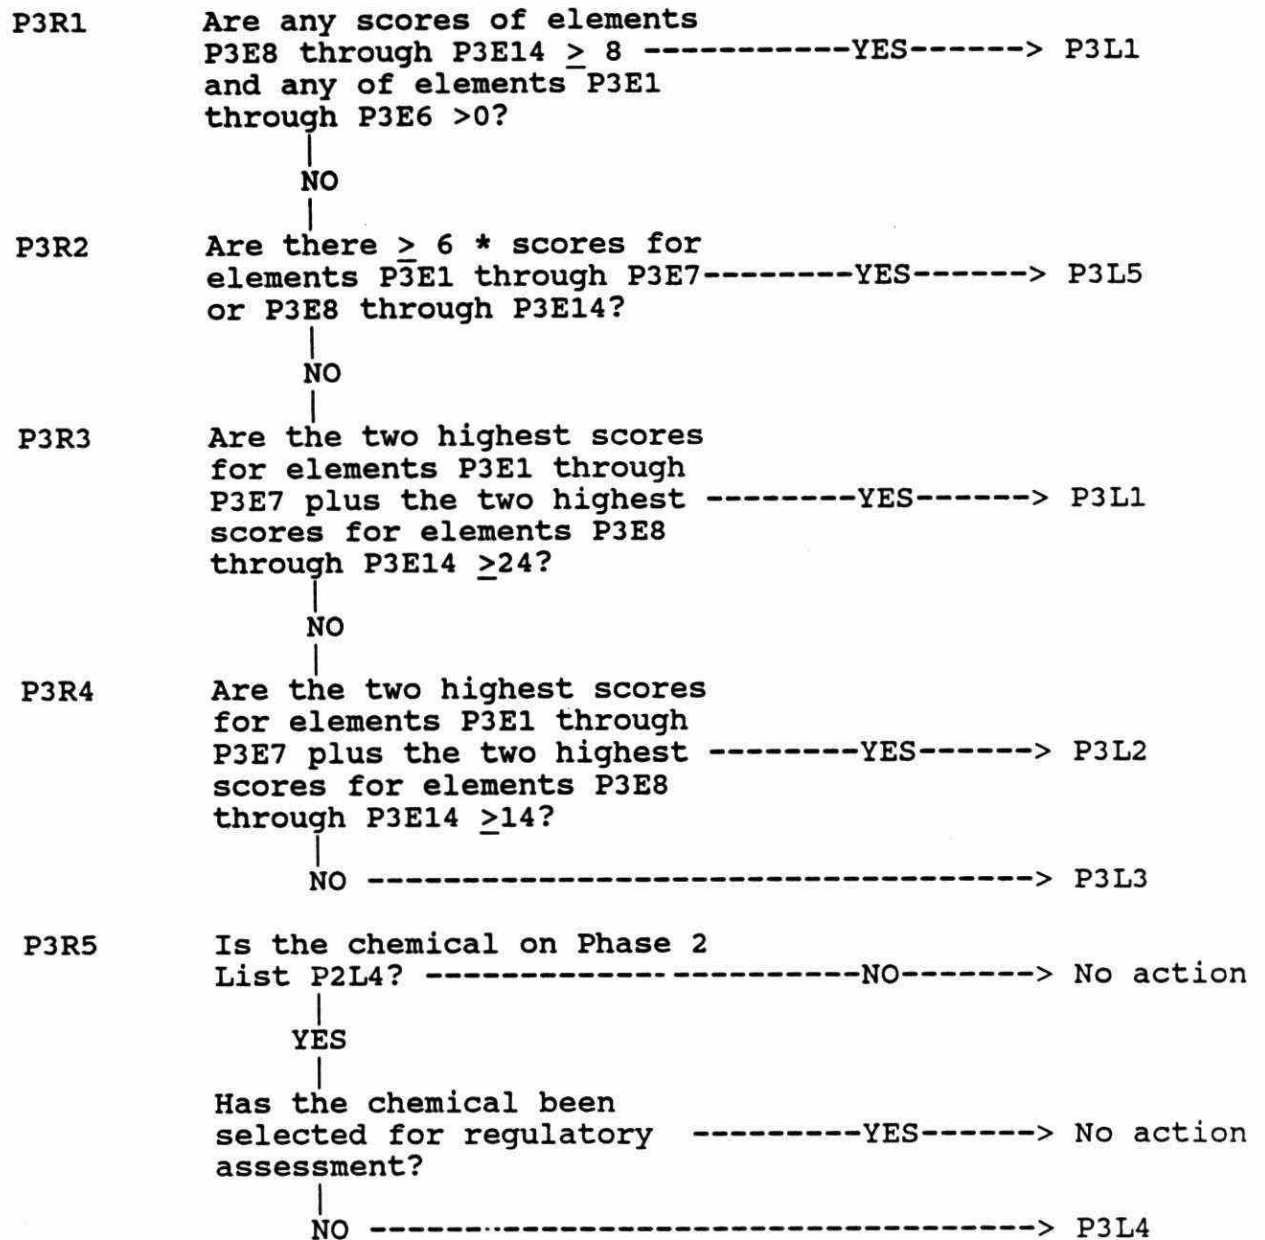 P3R1 Are any scores of elements
P3E8 through P3E14 ≥ 8 -----------YES------> P3L1
and any of elements P3E1
through P3E6 >0?
|
NO
|
P3R2 Are there ≥ 6 * scores for
elements P3E1 through P3E7--------YES------> P3L5
or P3E8 through P3E14?
|
NO
|
P3R3 Are the two highest scores
for elements P3E1 through
P3E7 plus the two highest --------YES------> P3L1
scores for elements P3E8
through P3E14 ≥24?
|
NO
|
P3R4 Are the two highest scores
for elements P3E1 through
P3E7 plus the two highest --------YES------> P3L2
scores for elements P3E8
through P3E14 ≥14?
|
NO -----------------------------------> P3L3
P3R5 Is the chemical on Phase 2
List P2L4? -----------------------NO-------> No action
|
YES
|
Has the chemical been
selected for regulatory ---------YES------> No action
assessment?
|
NO -----------------------------------> P3L4